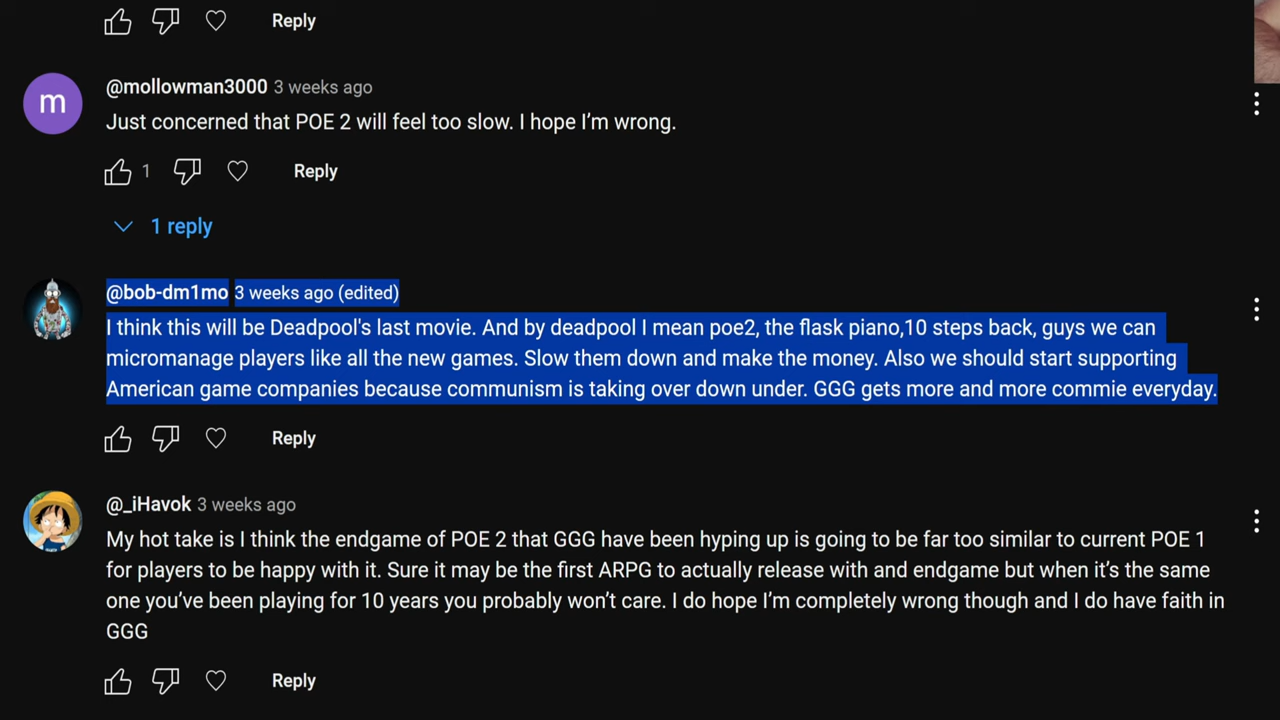 Reply
@mollowman3000 3 weeks ago
m
Just concerned that POE 2 will feel too slow. I hope I’m wrong.
1
Reply
1 reply
@bob-dm1mo 3 weeks ago (edited)
I think this will be Deadpool's last movie. And by deadpool I mean poe2, the flask piano,10 steps back, guys we can
micromanage players like all the new games. Slow them down and make the money. Also we should start supporting
American game companies because communism is taking over down under. GGG gets more and more commie everyday.
Reply
@_iHavok 3 weeks ago
My hot take is I think the endgame of POE 2 that GGG have been hyping up is going to be far too similar to current POE 1
for players to be happy with it. Sure it may be the first ARPG to actually release with and endgame but when it’s the same
one you’ve been playing for 10 years you probably won’t care. I do hope I’m completely wrong though and I do have faith in
GGG
Reply